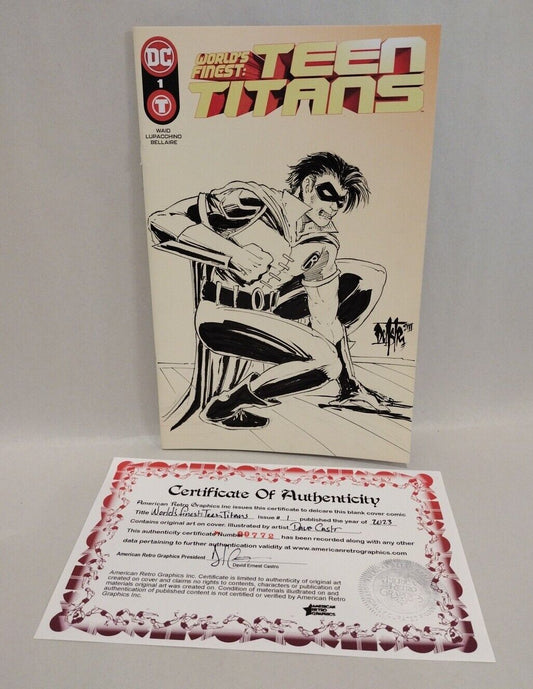 DC
1
T
WAID
LUPACCHINO
BELLAIRE
WORLD'S
FINEST:
TEEN
TITANS
R
Certificate Of Authenticity
American Retro Graphics Inc issues this certificate to delcare this blank cover comic
Title World's finest: Teen Titans Issue # 1 published the year of 2023
Contains original art on cover: illustrated by artist Dave Castr
This authenticity certificate Number 00772 has been recorded along with any other
data pertaining to further authentication validity at www.americanretrographics.com
American Retro Graphics President
David Ernest Castro
American Retro Graphics Inc. Certificate is limited to authenticity of original art
created on cover and claims no rights to contents, characters or publication of
materials original art was created on. Condition of materials illustrated on and
authentication of published content is not certified or verified by American Retro
Graphics Inc.
AMERICAN
RETRO
GRAPHICS